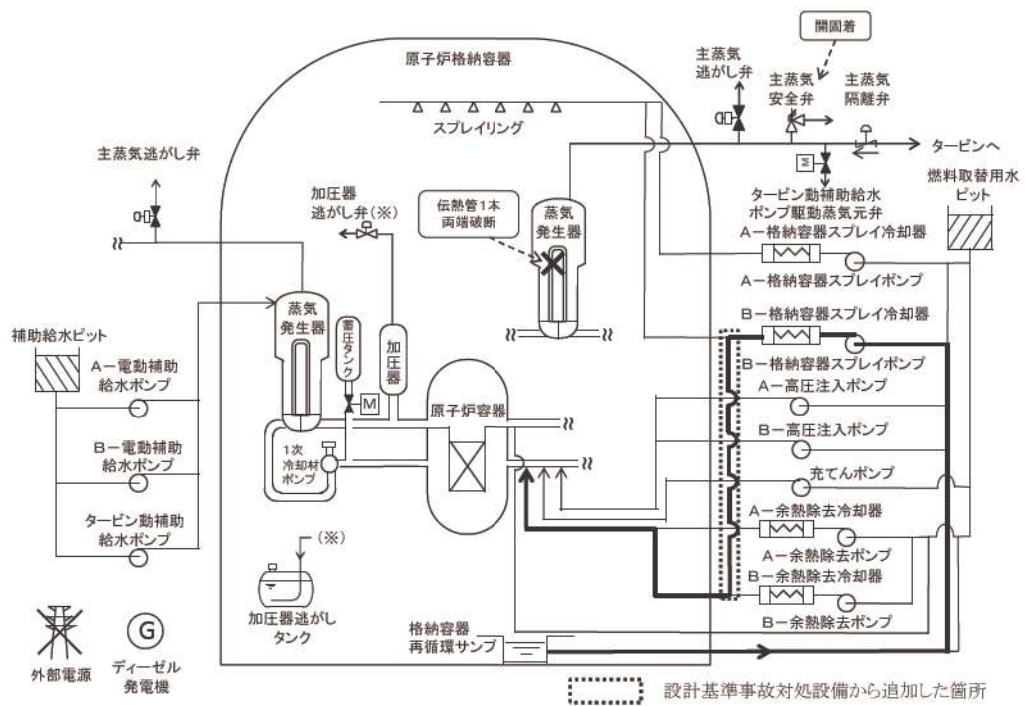 開固着
主蒸気
逃がし弁
主蒸気
安全弁
主蒸気
隔離弁
原子炉格納容器
スプレイリング
主蒸気逃がし弁
加圧器
逃がし弁(※)
伝熱管1本
両端破断
蒸気
発生器
タービンへ
M
燃料取替用水
ピット
タービン動補助給水
ポンプ駆動蒸気元弁
A-格納容器スプレイ冷却器
A-格納容器スプレイポンプ
B-格納容器スプレイ冷却器
B-格納容器スプレイポンプ
A-高圧注入ポンプ
B-高圧注入ポンプ
充てんポンプ
A-余熱除去冷却器
A-余熱除去ポンプ
B-余熱除去冷却器
B-余熱除去ポンプ
補助給水ピット
A-電動補助
給水ポンプ
B-電動補助
給水ポンプ
タービン動補助
給水ポンプ
蒸気
発生器
蓄圧タンク
M
加圧器
原子炉容器
1次
冷却材
ポンプ
(※)
加圧器逃がし
タンク
格納容器
再循環サンプ
外部電源
G
ディーゼル
発電機
設計基準事故対処設備から追加した箇所